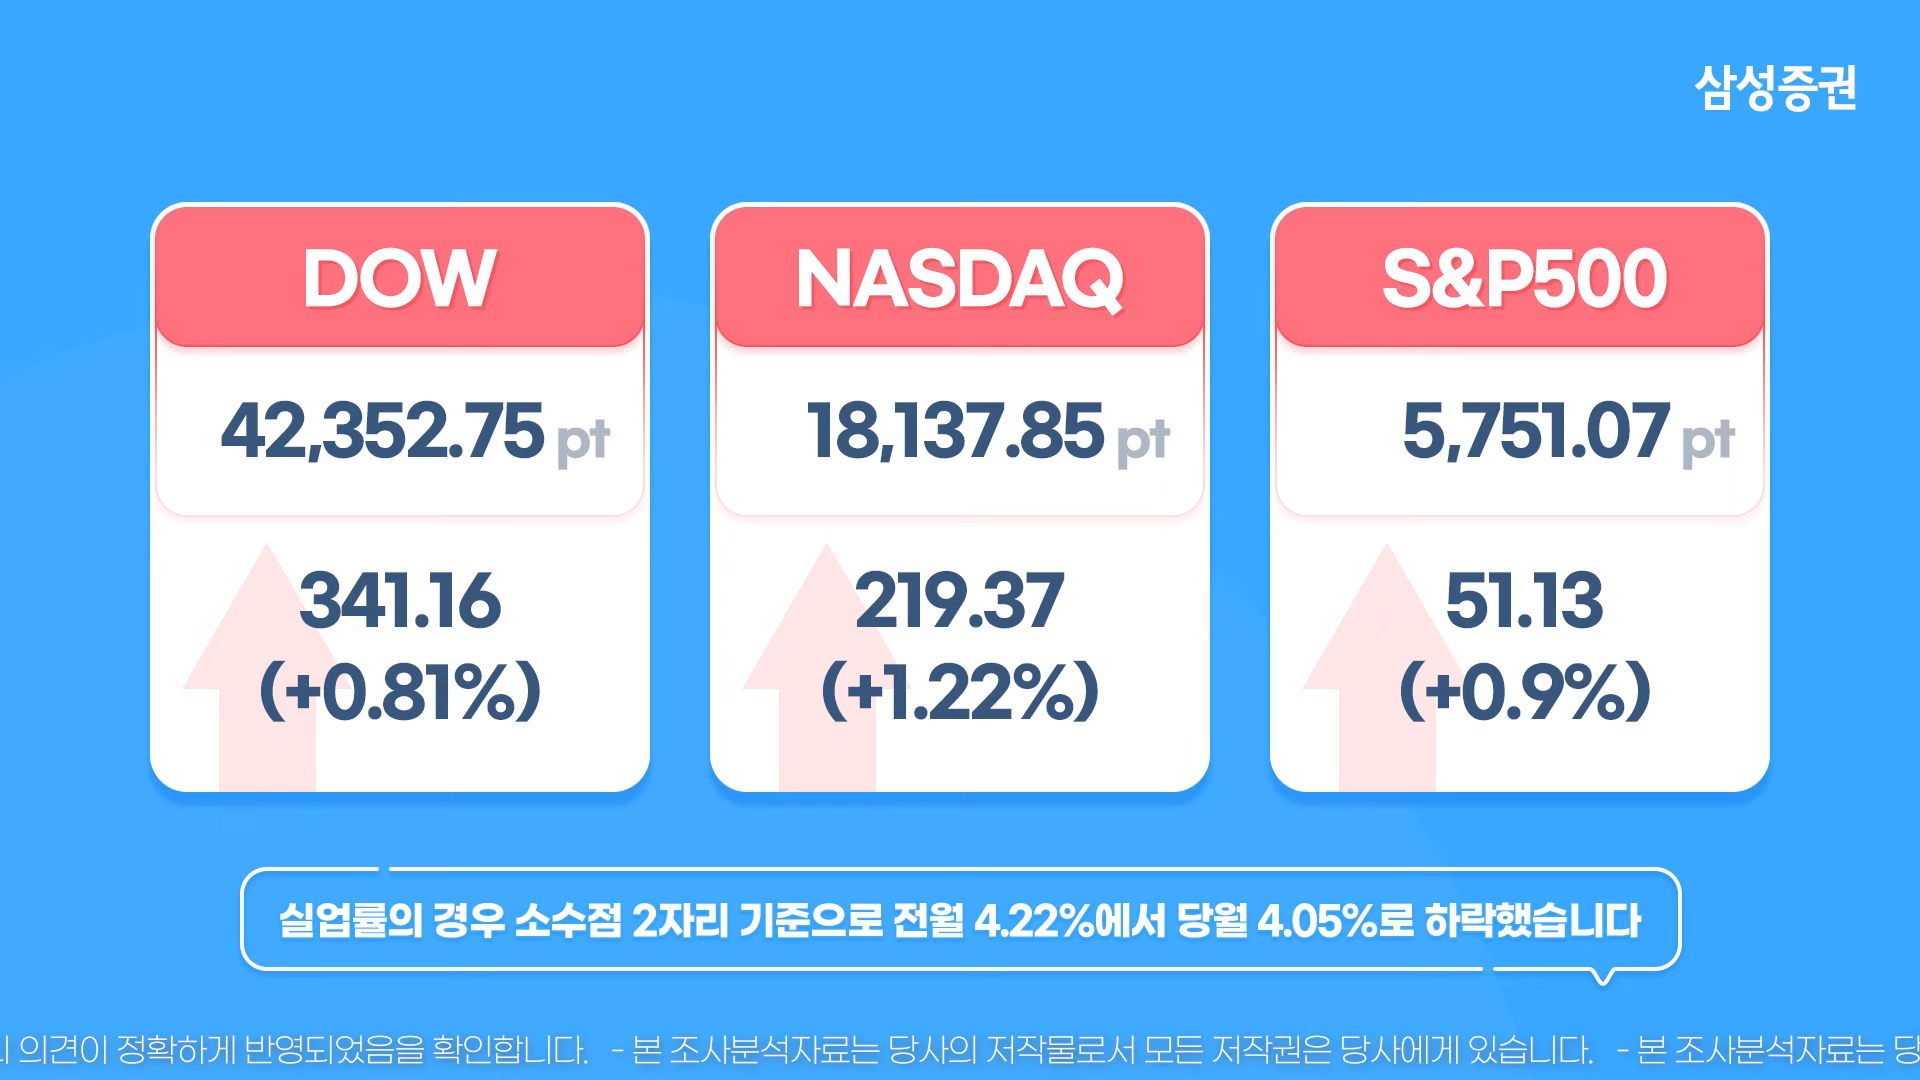 삼성증권
DOW
42,352.75 pt
341.16
(+0.81%)
NASDAQ
18,137.85 pt
219.37
(+1.22%)
S&P500
5,751.07 pt
51.13
(+0.9%)
실업률의 경우 소수점 2자리 기준으로 전월 4.22%에서 당월 4.05%로 하락했습니다
의견이 정확하게 반영되었음을 확인합니다. - 본 조사분석자료는 당사의 저작물로서 모든 저작권은 당사에게 있습니다. - 본 조사분석자료는 당